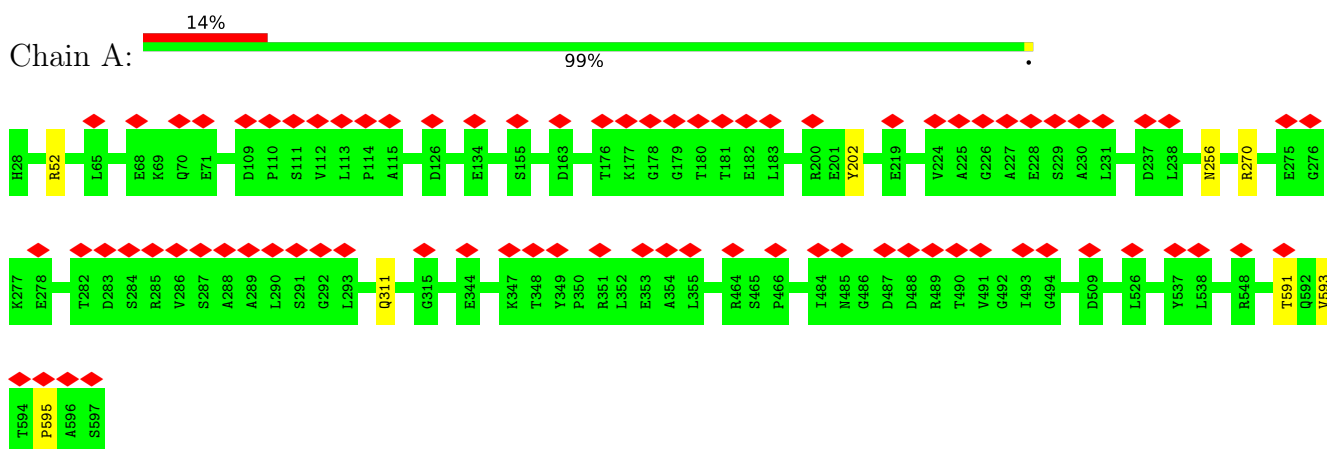 14%
Chain A:
99%
•
H28 R52 L65 E68 K69 Q70 E71 D109 P110 S111 V112 L113 P114 A115 D126 E134 S155 D163 T176 K177 G178 G179 T180 T181 E182 L183 R200 E201 Y202 E219 V224 A225 G226 A227 E228 S229 A230 L231 D237 L238 N256 R270 E275 G276
K277 E278 T282 D283 S284 R285 V286 S287 A288 A289 L290 S291 G292 L293 Q311 G315 E344 K347 T348 Y349 P350 R351 L352 E353 A354 L355 R464 S465 P466 I484 N485 G486 D487 D488 R489 T490 V491 G492 I493 G494 D509 L526 Y537 L538 R548 T591 Q592 V593
T594 P595 A596 S597